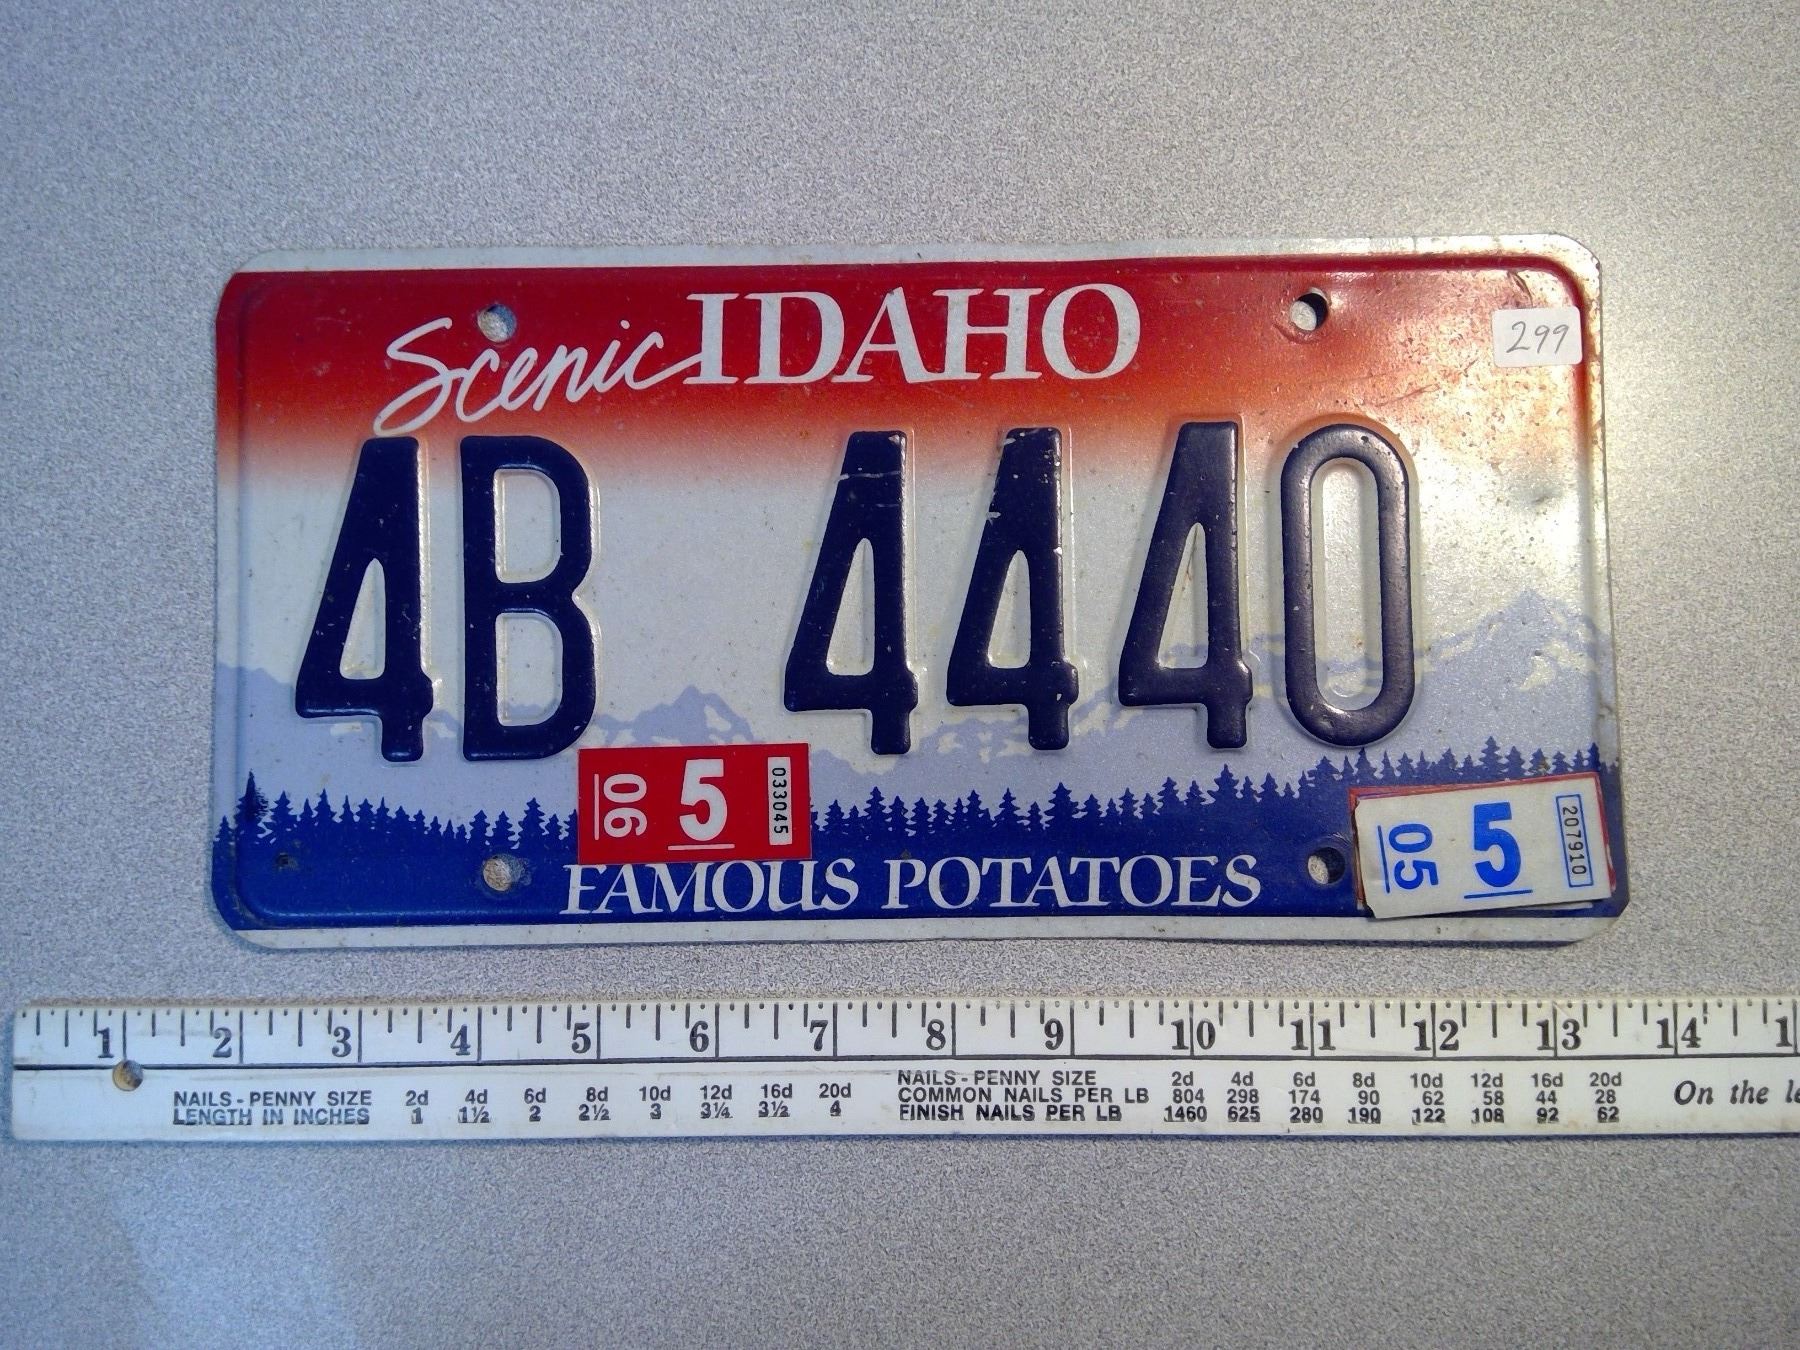 Scenic IDAHO
299
4B 4440
06 5 033045
05 5 207910
FAMOUS POTATOES
1 2 3 4 5 6 7 8 9 10 11 12 13 14 1
NAILS - PENNY SIZE 2d 4d 6d 8d 10d 12d 16d 20d
LENGTH IN INCHES 1 1½ 2 2½ 3 3¼ 3½ 4
NAILS - PENNY SIZE 2d 4d 6d 8d 10d 12d 16d 20d
COMMON NAILS PER LB 804 298 174 90 62 58 44 28
FINISH NAILS PER LB 1460 625 280 190 122 108 92 62
On the le